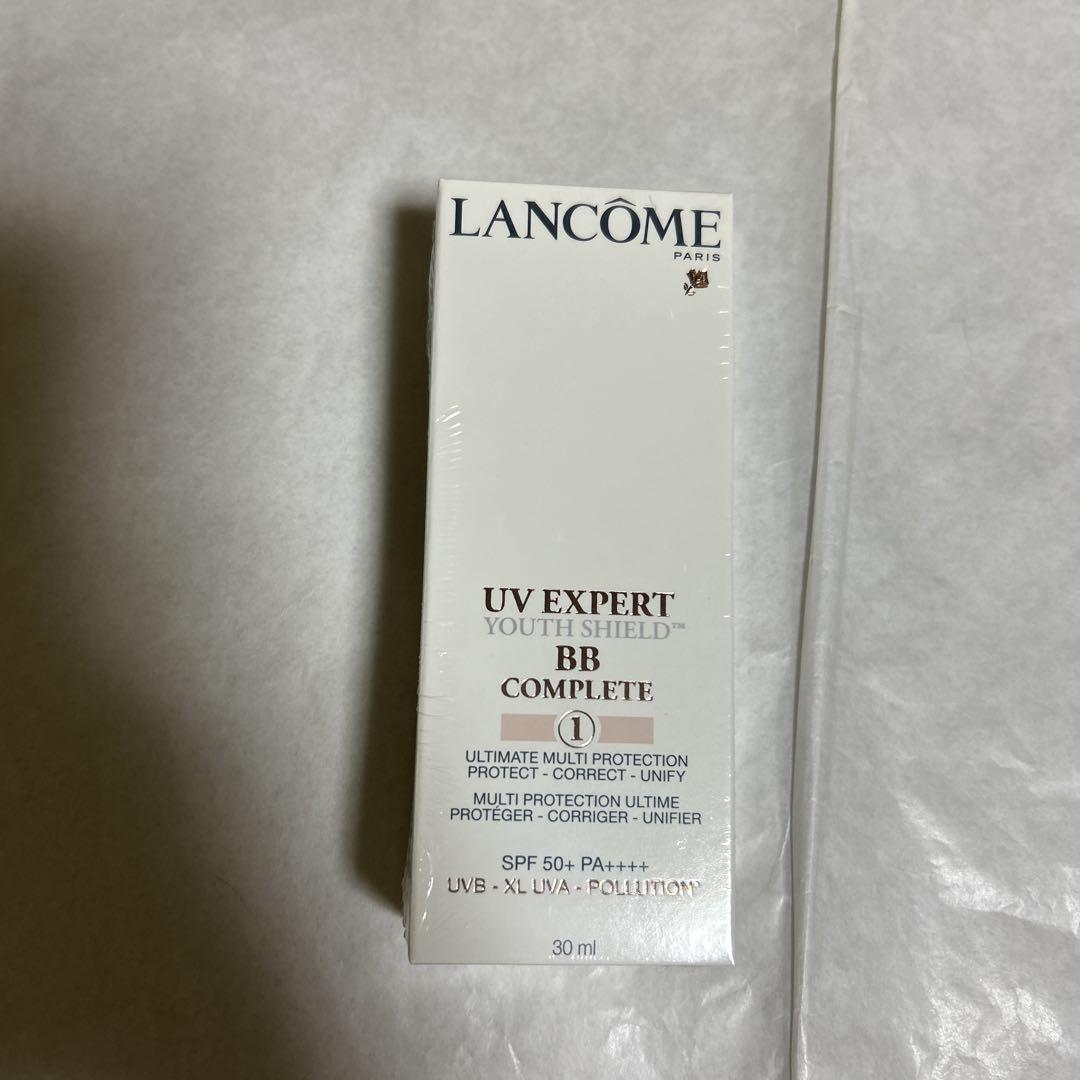 LANCÔME
PARIS
UV EXPERT
YOUTH SHIELD™
BB
COMPLETE
1
ULTIMATE MULTI PROTECTION
PROTECT - CORRECT - UNIFY
MULTI PROTECTION ULTIME
PROTÉGER - CORRIGER - UNIFIER
SPF 50+ PA++++
UVB - XL UVA - POLLUTION*
30 ml